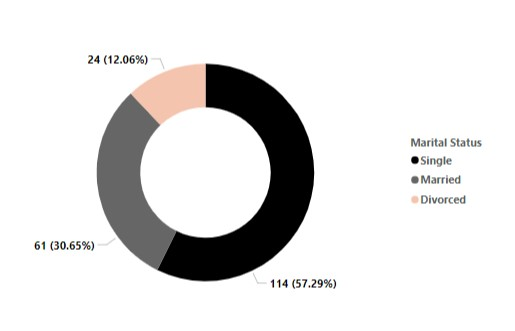 24 (12.06%)
61 (30.65%)
114 (57.29%)
Marital Status
Single
Married
Divorced